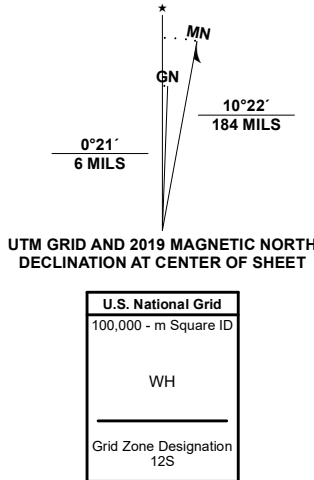 ★
MN
GN
0°21´
6 MILS
10°22´
184 MILS
UTM GRID AND 2019 MAGNETIC NORTH
DECLINATION AT CENTER OF SHEET
U.S. National Grid
100,000 - m Square ID
WH
Grid Zone Designation
12S